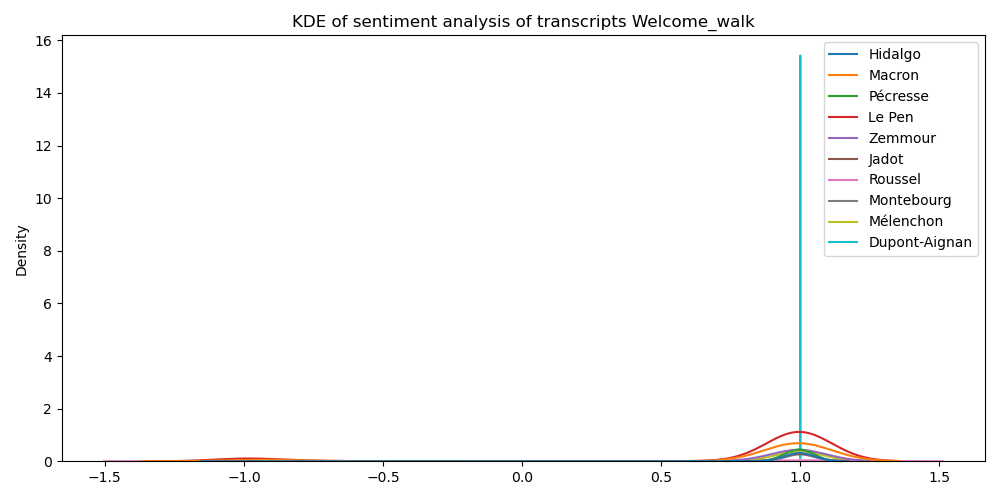 KDE of sentiment analysis of transcripts Welcome_walk
16
14
12
10
8
6
4
2
0
Density
−1.5
−1.0
−0.5
0.0
0.5
1.0
1.5
Hidalgo
Macron
Pécresse
Le Pen
Zemmour
Jadot
Roussel
Montebourg
Mélenchon
Dupont-Aignan